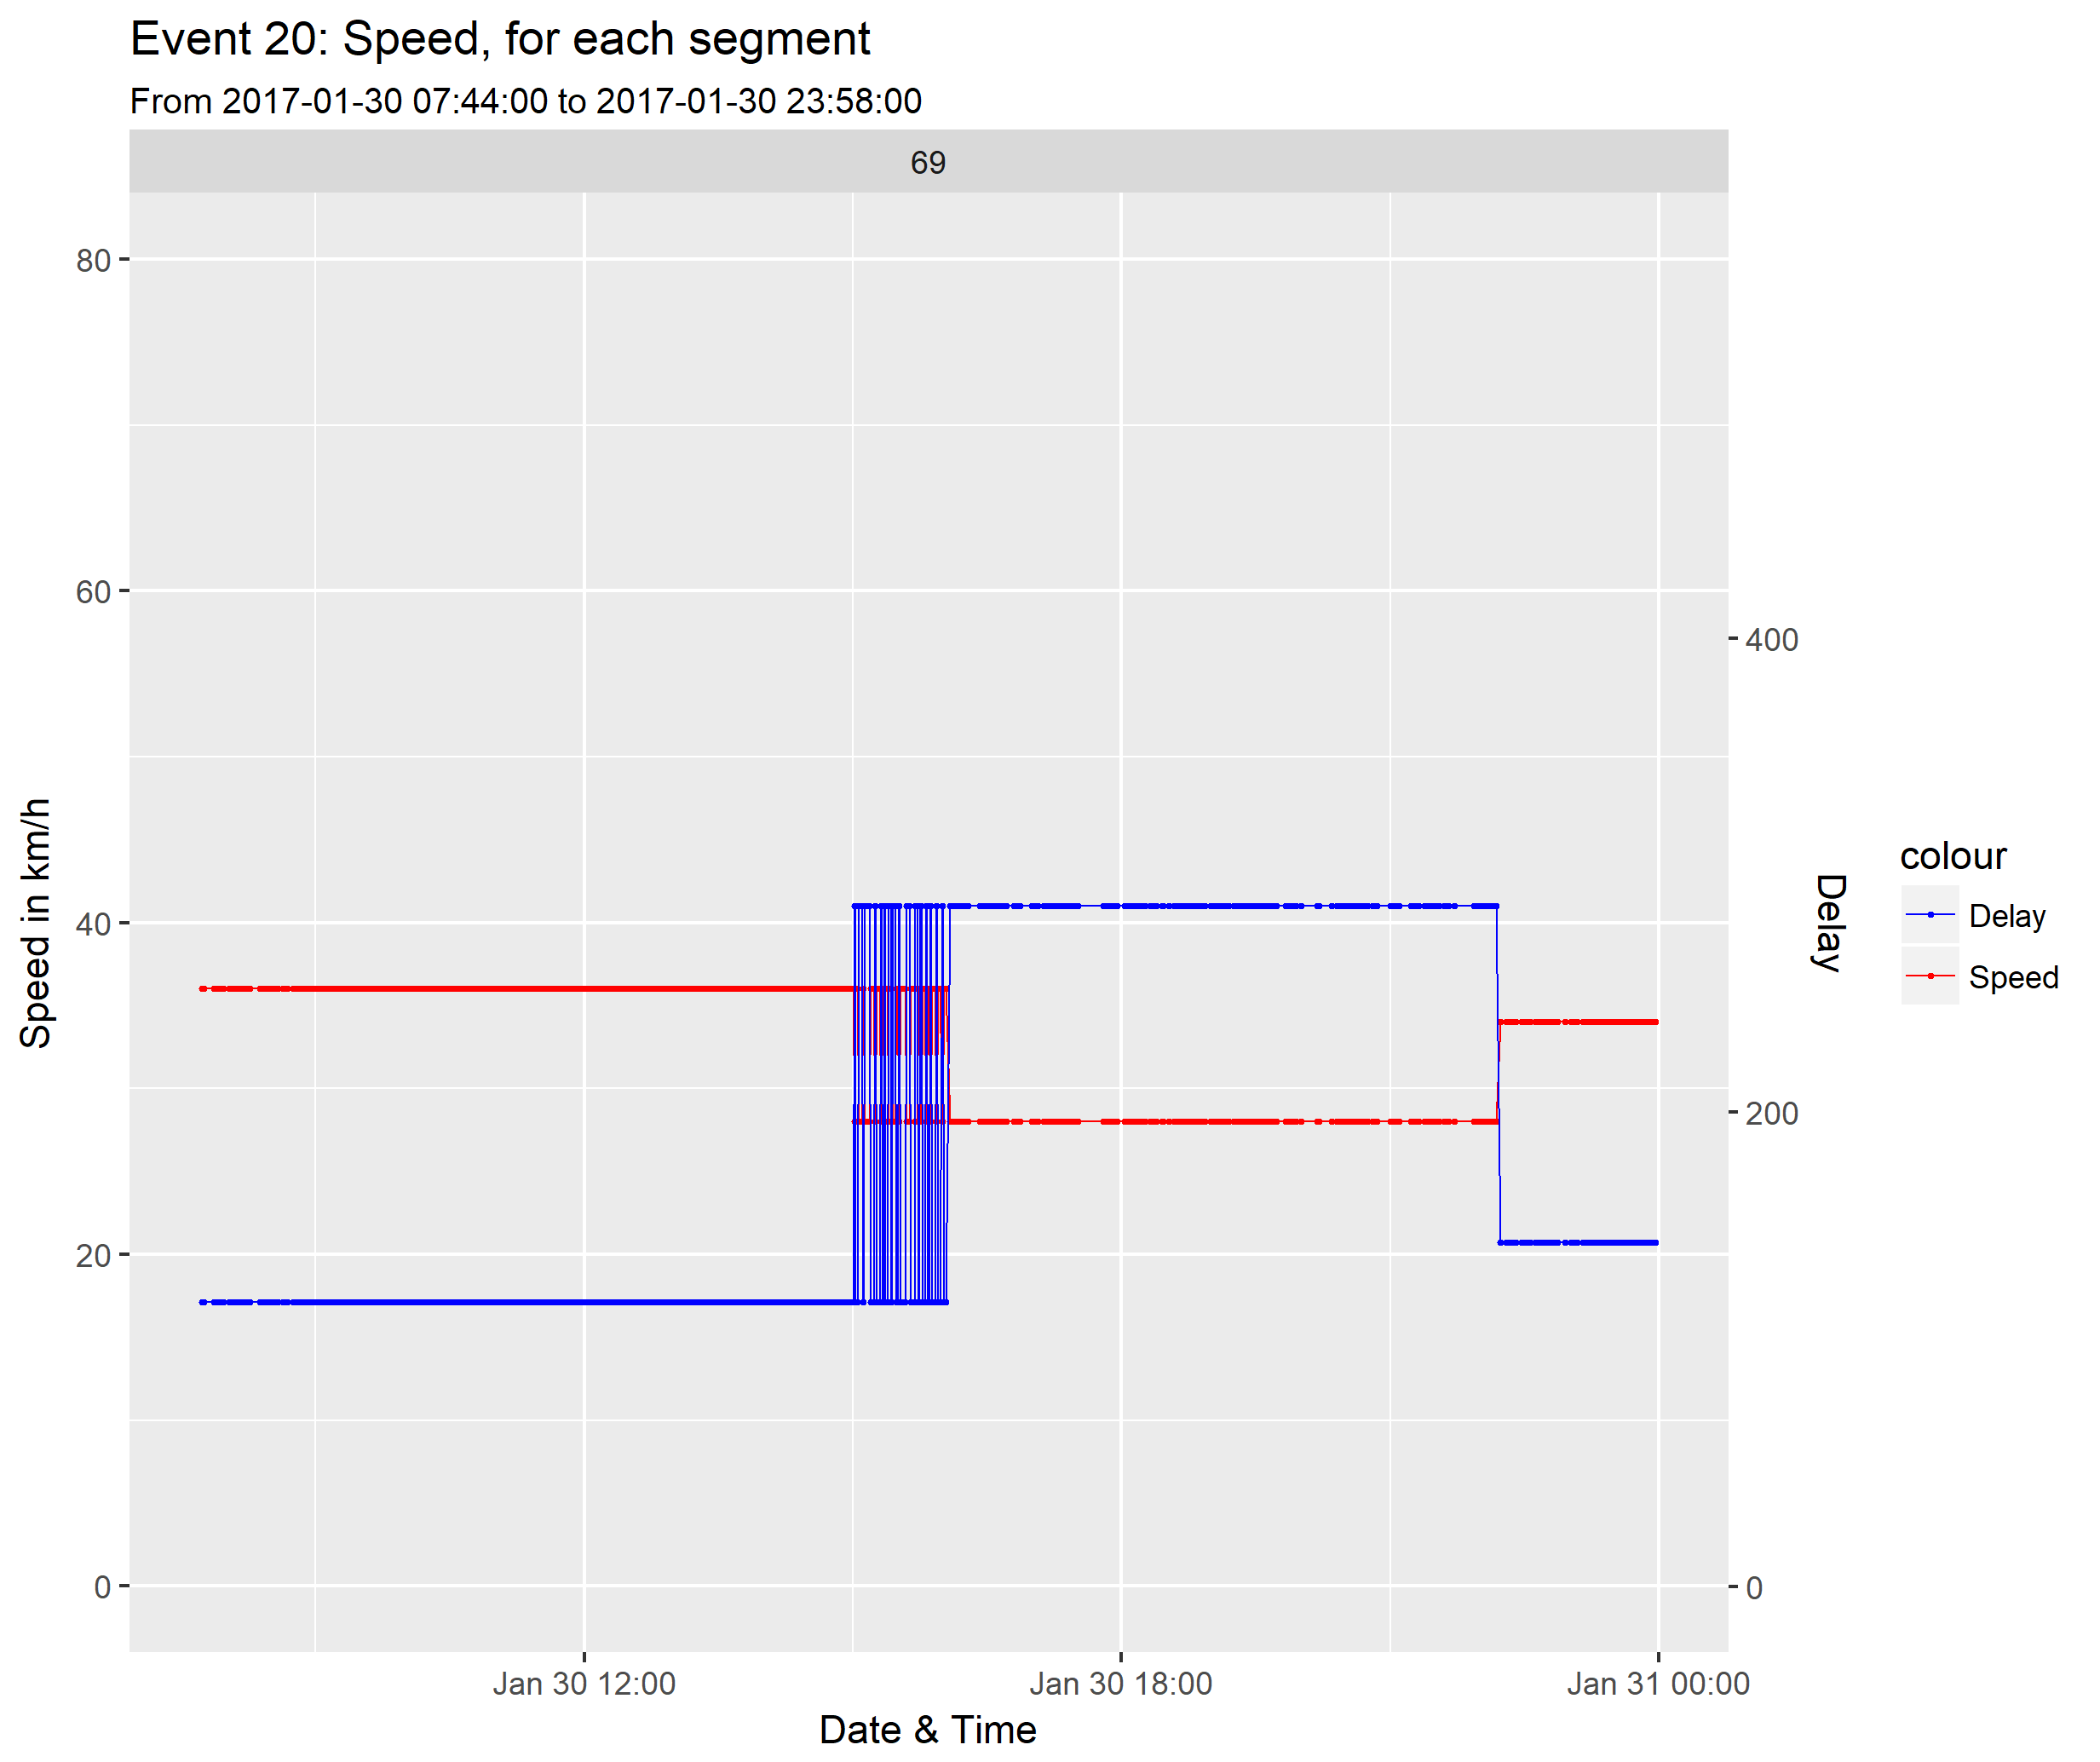 Event 20: Speed, for each segment
From 2017-01-30 07:44:00 to 2017-01-30 23:58:00
69
80
60
40
20
0
Speed in km/h
400
200
0
Delay
colour
Delay
Speed
Jan 30 12:00
Jan 30 18:00
Jan 31 00:00
Date & Time